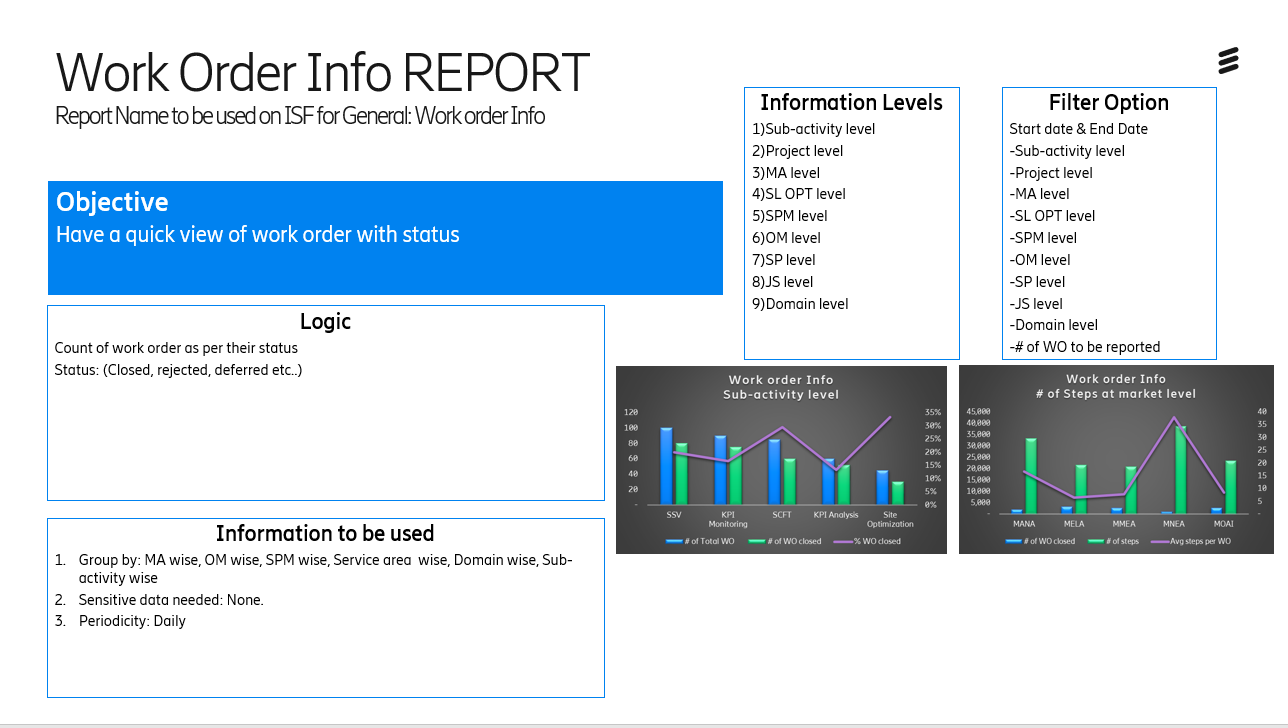 Work Order Info REPORT
Report Name to be used on ISF for General: Work order Info
Objective
Have a quick view of work order with status
Logic
Count of work order as per their status
Status: (Closed, rejected, deferred etc..)
Information to be used
1. Group by: MA wise, OM wise, SPM wise, Service area wise, Domain wise, Sub-
activity wise
2. Sensitive data needed: None.
3. Periodicity: Daily
Information Levels
1)Sub-activity level
2)Project level
3)MA level
4)SL OPT level
5)SPM level
6)OM level
7)SP level
8)JS level
9)Domain level
Filter Option
Start date & End Date
-Sub-activity level
-Project level
-MA level
-SL OPT level
-SPM level
-OM level
-SP level
-JS level
-Domain level
-# of WO to be reported
Work order Info
Sub-activity level
120
100
80
60
40
20
-
35%
30%
25%
20%
15%
10%
5%
0%
SSV KPI Monitoring SCFT KPI Analysis Site Optimization
# of Total WO # of WO closed % WO closed
Work order Info
# of Steps at market level
45,000
40,000
35,000
30,000
25,000
20,000
15,000
10,000
5,000
-
40
35
30
25
20
15
10
5
-
MANA MELA MMEA MNEA MOAI
# of WO closed # of steps Avg steps per WO